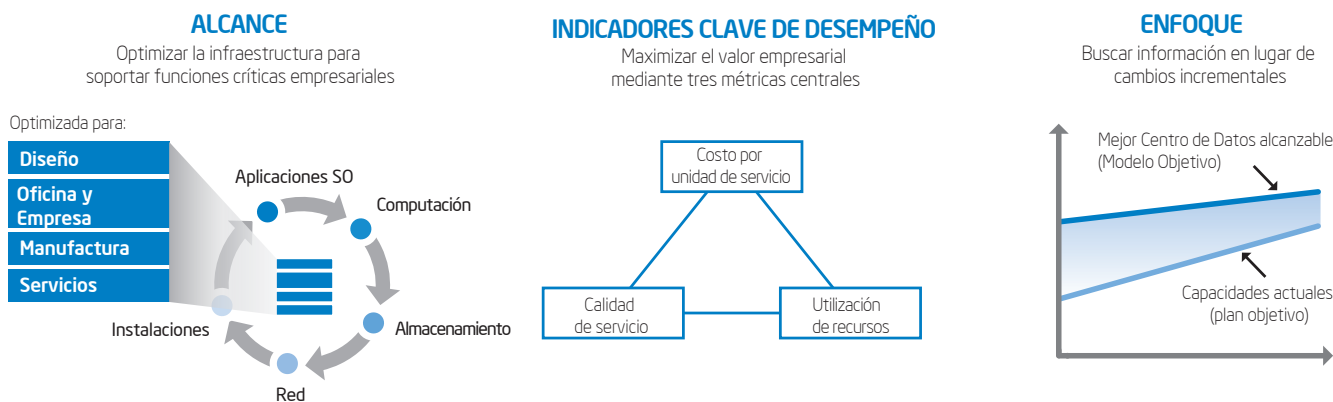 ALCANCE
Optimizar la infraestructura para
soportar funciones críticas empresariales
Optimizada para:
Diseño
Oficina y
Empresa
Manufactura
Servicios
Aplicaciones SO
Computación
Almacenamiento
Red
Instalaciones
INDICADORES CLAVE DE DESEMPEÑO
Maximizar el valor empresarial
mediante tres métricas centrales
Costo por
unidad de servicio
Calidad
de servicio
Utilización
de recursos
ENFOQUE
Buscar información en lugar de
cambios incrementales
Mejor Centro de Datos alcanzable
(Modelo Objetivo)
Capacidades actuales
(plan objetivo)